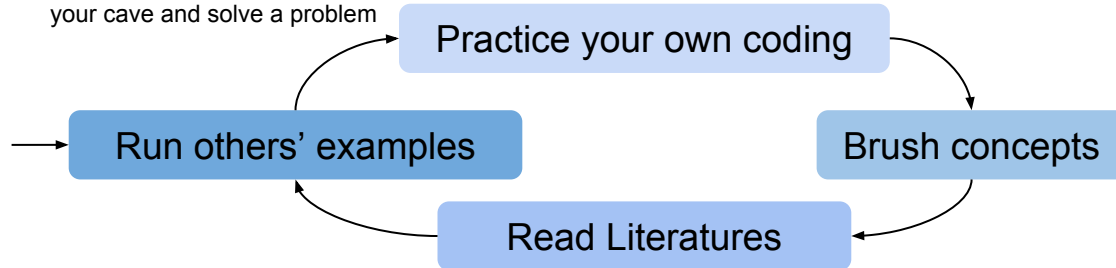 your cave and solve a problem
Practice your own coding
Run others’ examples
Brush concepts
Read Literatures